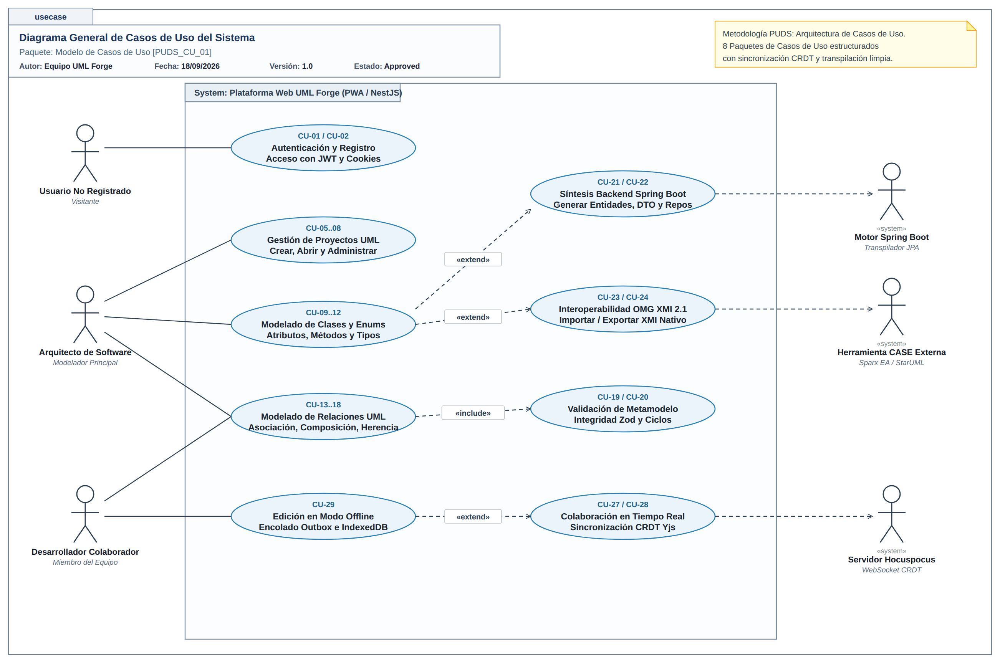 usecase
Diagrama General de Casos de Uso del Sistema
Paquete: Modelo de Casos de Uso [PUDS_CU_01]
Autor: Equipo UML Forge Fecha: 18/09/2026 Versión: 1.0 Estado: Approved
Metodología PUDS: Arquitectura de Casos de Uso.
8 Paquetes de Casos de Uso estructurados
con sincronización CRDT y transpilación limpia.
System: Plataforma Web UML Forge (PWA / NestJS)
Usuario No Registrado
Visitante
Arquitecto de Software
Modelador Principal
Desarrollador Colaborador
Miembro del Equipo
CU-01 / CU-02
Autenticación y Registro
Acceso con JWT y Cookies
CU-05..08
Gestión de Proyectos UML
Crear, Abrir y Administrar
CU-09..12
Modelado de Clases y Enums
Atributos, Métodos y Tipos
CU-13..18
Modelado de Relaciones UML
Asociación, Composición, Herencia
CU-29
Edición en Modo Offline
Encolado Outbox e IndexedDB
«extend»
«extend»
«include»
«extend»
CU-21 / CU-22
Síntesis Backend Spring Boot
Generar Entidades, DTO y Repos
CU-23 / CU-24
Interoperabilidad OMG XMI 2.1
Importar / Exportar XMI Nativo
CU-19 / CU-20
Validación de Metamodelo
Integridad Zod y Ciclos
CU-27 / CU-28
Colaboración en Tiempo Real
Sincronización CRDT Yjs
«system»
Motor Spring Boot
Transpilador JPA
«system»
Herramienta CASE Externa
Sparx EA / StarUML
«system»
Servidor Hocuspocus
WebSocket CRDT